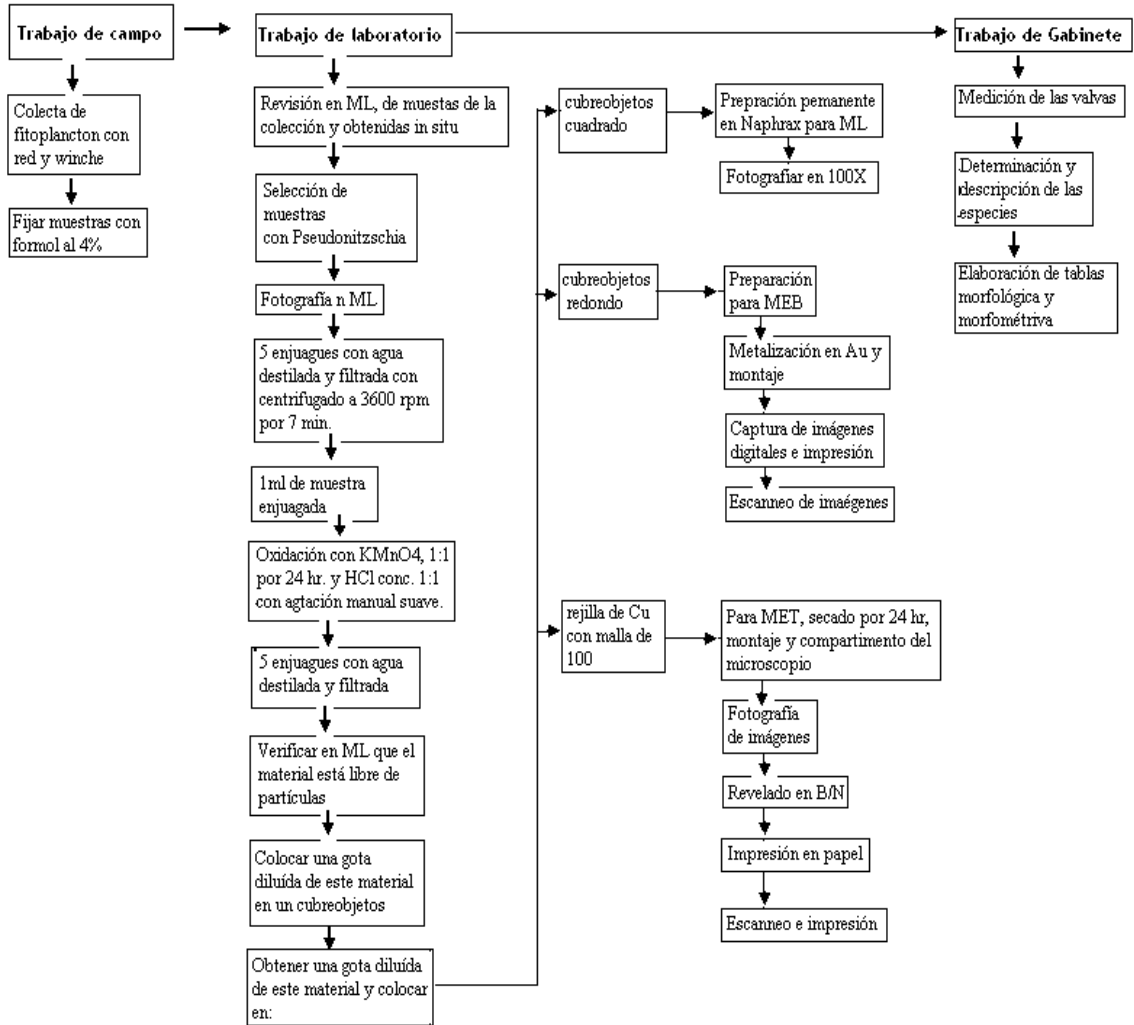 Trabajo de campo
Colecta de
fitoplancton con
red y winche
Fijar muestras con
formol al 4%
Trabajo de laboratorio
Revisión en ML, de muestas de la
colección y obtenidas in situ
Selección de
muestras
con Pseudonitzschia
Fotografía n ML
5 enjuagues con agua
destilada y filtrada con
centrifugado a 3600 rpm
por 7 min.
1ml de muestra
enjuagada
Oxidación con KMnO4, 1:1
por 24 hr. y HCl conc. 1:1
con agtación manual suave.
5 enjuagues con agua
destilada y filtrada
Verificar en ML que el
material está libre de
partículas
Colocar una gota
diluída de este material
en un cubreobjetos
Obtener una gota diluída
de este material y colocar
en:
cubreobjetos
cuadrado
Prepración pemanente
en Naphrax para ML
Fotografiar en 100X
cubreobjetos
redondo
Preparación
para MEB
Metalización en Au y
montaje
Captura de imágenes
digitales e impresión
Escanneo de imaégenes
rejilla de Cu
con malla de
100
Para MET, secado por 24 hr,
montaje y compartimento del
microscopio
Fotografía
de imágenes
Revelado en B/N
Impresión en papel
Escanneo e impresión
Trabajo de Gabinete
Medición de las valvas
Determinación y
descripción de las
especies
Elaboración de tablas
morfológica y
morfométriva